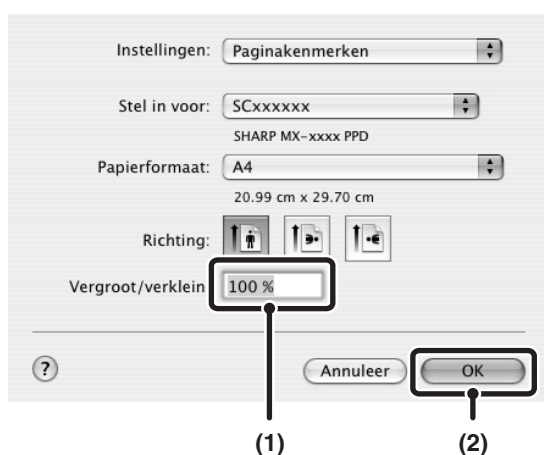 Instellingen: Paginakenmerken
Stel in voor: SCxxxxxx
SHARP MX-xxxx PPD
Papierformaat: A4
20.99 cm x 29.70 cm
Richting:
Vergroot/verklein 100 %
? Annuleer OK
(1) (2)